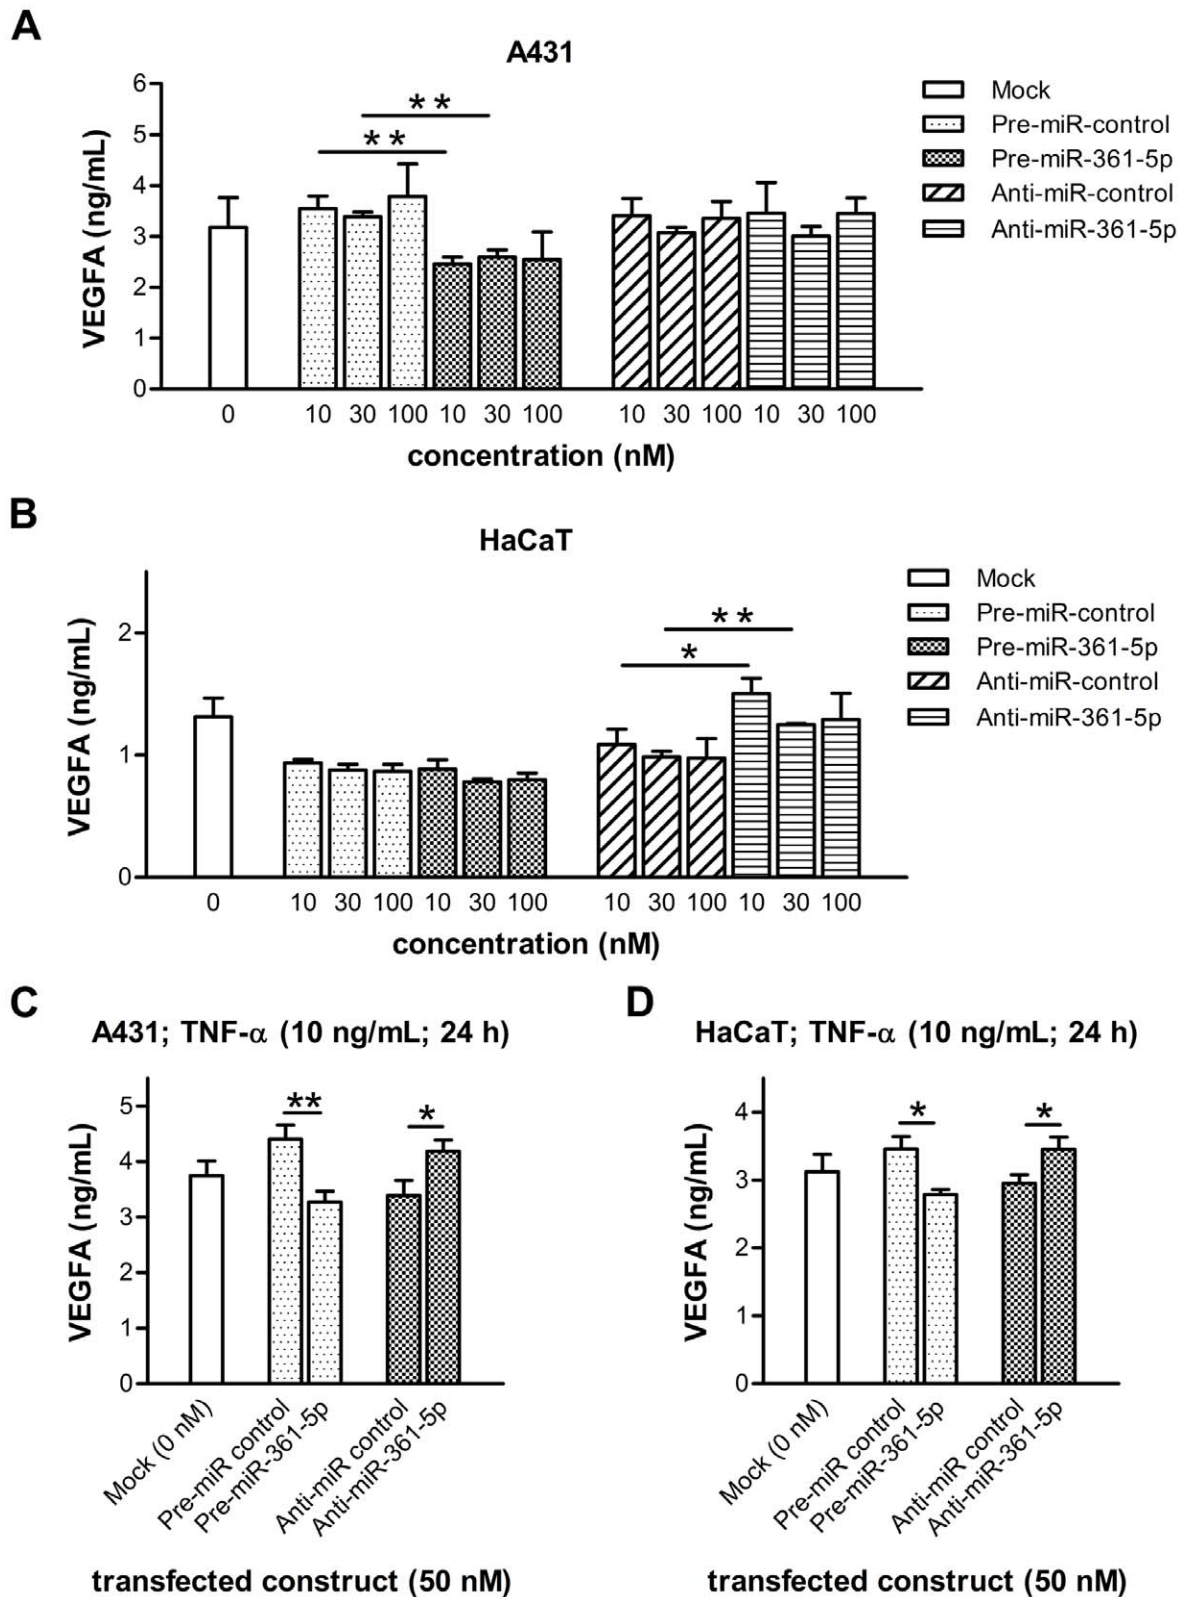 A
A431
6
5
4
3
2
1
0
VEGFA (ng/mL)
* *
* *
0 10 30 100 10 30 100 10 30 100 10 30 100
concentration (nM)
Mock
Pre-miR-control
Pre-miR-361-5p
Anti-miR-control
Anti-miR-361-5p
B
HaCaT
2
1
0
VEGFA (ng/mL)
* *
*
0 10 30 100 10 30 100 10 30 100 10 30 100
concentration (nM)
Mock
Pre-miR-control
Pre-miR-361-5p
Anti-miR-control
Anti-miR-361-5p
C
A431; TNF-α (10 ng/mL; 24 h)
5
4
3
2
1
0
VEGFA (ng/mL)
**
*
Mock (0 nM)
Pre-miR control
Pre-miR-361-5p
Anti-miR control
Anti-miR-361-5p
transfected construct (50 nM)
D
HaCaT; TNF-α (10 ng/mL; 24 h)
4
3
2
1
0
VEGFA (ng/mL)
*
*
Mock (0 nM)
Pre-miR control
Pre-miR-361-5p
Anti-miR control
Anti-miR-361-5p
transfected construct (50 nM)